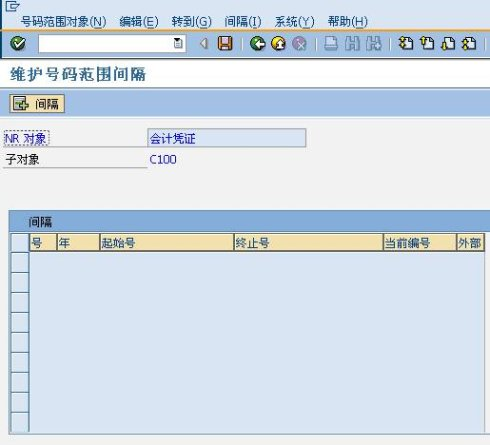 号码范围对象(N) 编辑(E) 转到(G) 间隔(I) 系统(Y) 帮助(H)
维护号码范围间隔
间隔
NR 对象 会计凭证
子对象 C100
间隔
号 年 起始号 终止号 当前编号 外部